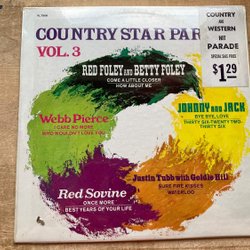 COUNTRY STAR PAR
VOL. 3
COUNTRY
WESTERN
HIT
PARADE
$1.29
RED FOLEY AND BETTY FOLEY
COME A LITTLE CLOSER
HOW ABOUT ME
JOHNNY AND JACK
BYE BYE, LOVE
THIRTY SIX-TWENTY TWO-
THIRTY SIX
Webb Pierce
I CARE NO MORE
WHO WOULDN'T LOVE YOU
Justin Tubb with Goldie Hill
SURE FIRE KISSES
WATERLOO
Red Sovine
ONCE MORE
BEST YEARS OF YOUR LIFE